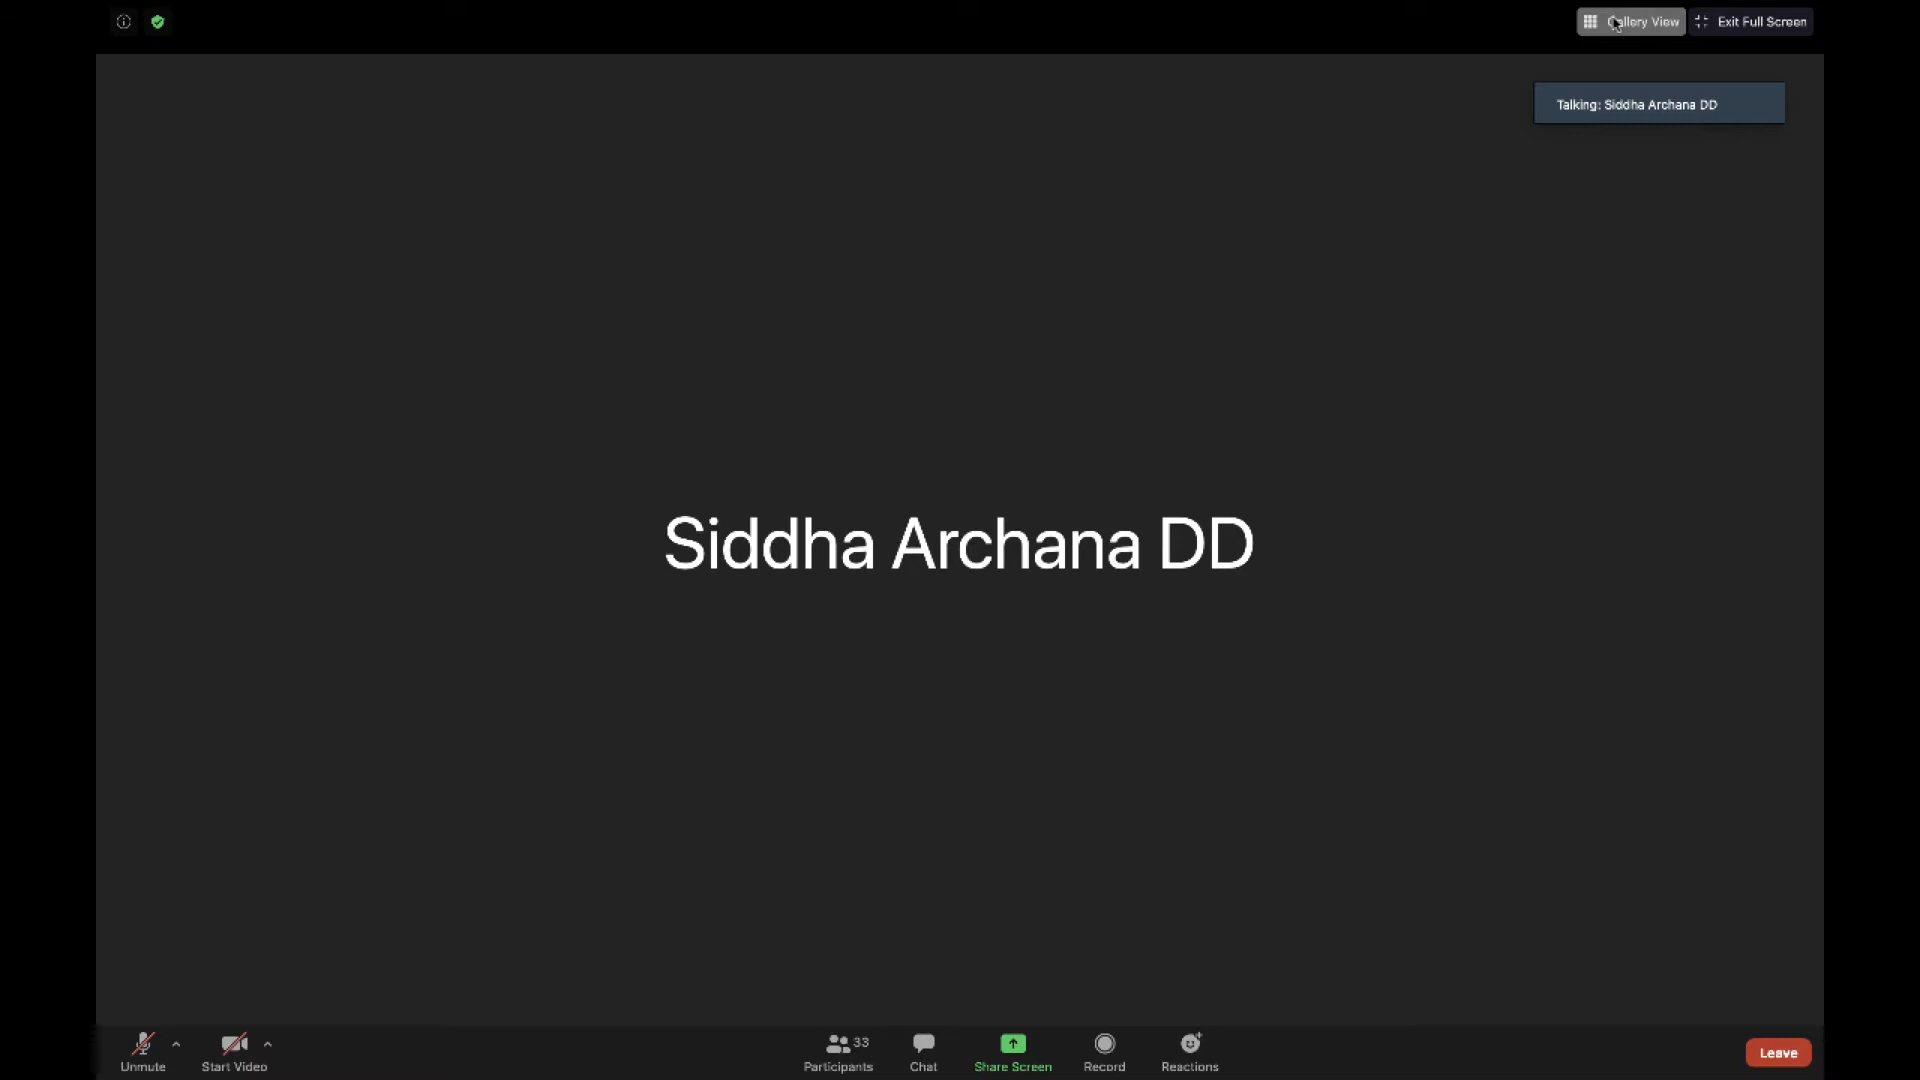 Gallery View
Exit Full Screen
Talking: Siddha Archana DD
Siddha Archana DD
Unmute
Start Video
33
Participants
Chat
Share Screen
Record
Reactions
Leave